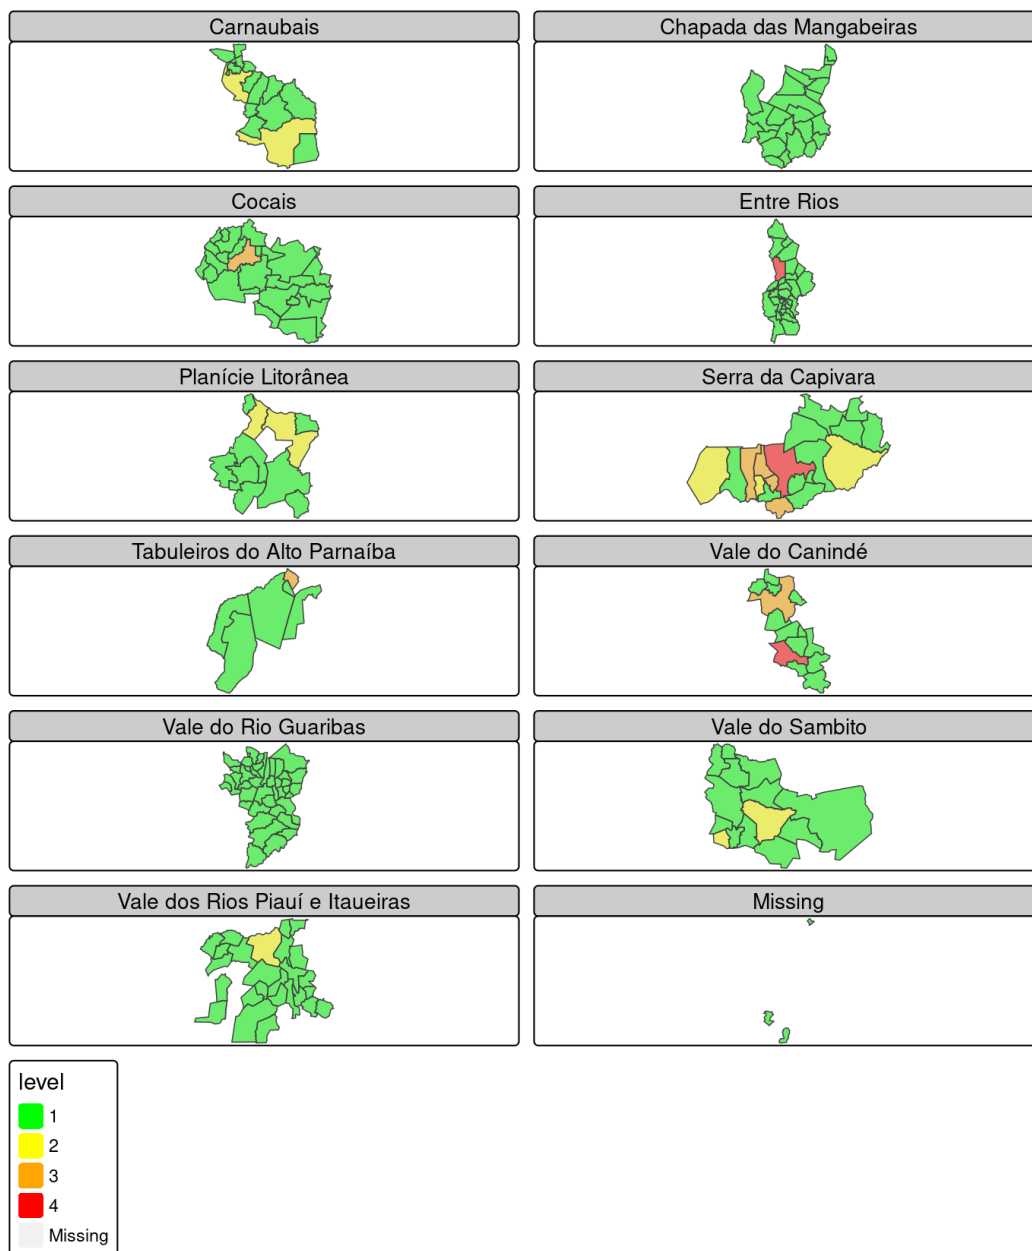 Carnaubais
Chapada das Mangabeiras
Cocais
Entre Rios
Planície Litorânea
Serra da Capivara
Tabuleiros do Alto Parnaíba
Vale do Canindé
Vale do Rio Guaribas
Vale do Sambito
Vale dos Rios Piauí e Itaueiras
Missing
level
1
2
3
4
Missing